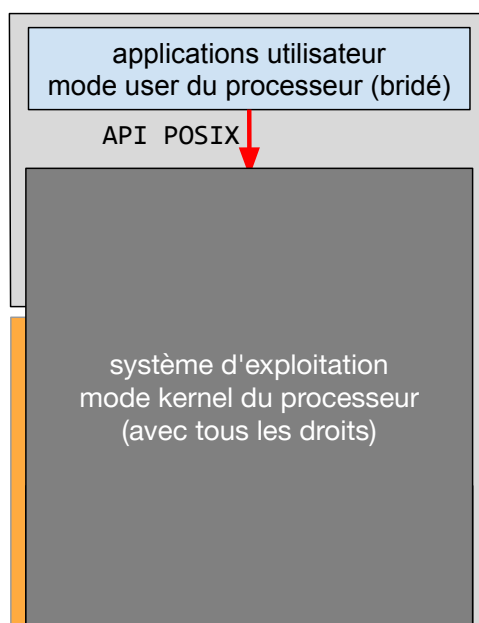 applications utilisateur
mode user du processeur (bridé)
API POSIX
système d'exploitation
mode kernel du processeur
(avec tous les droits)